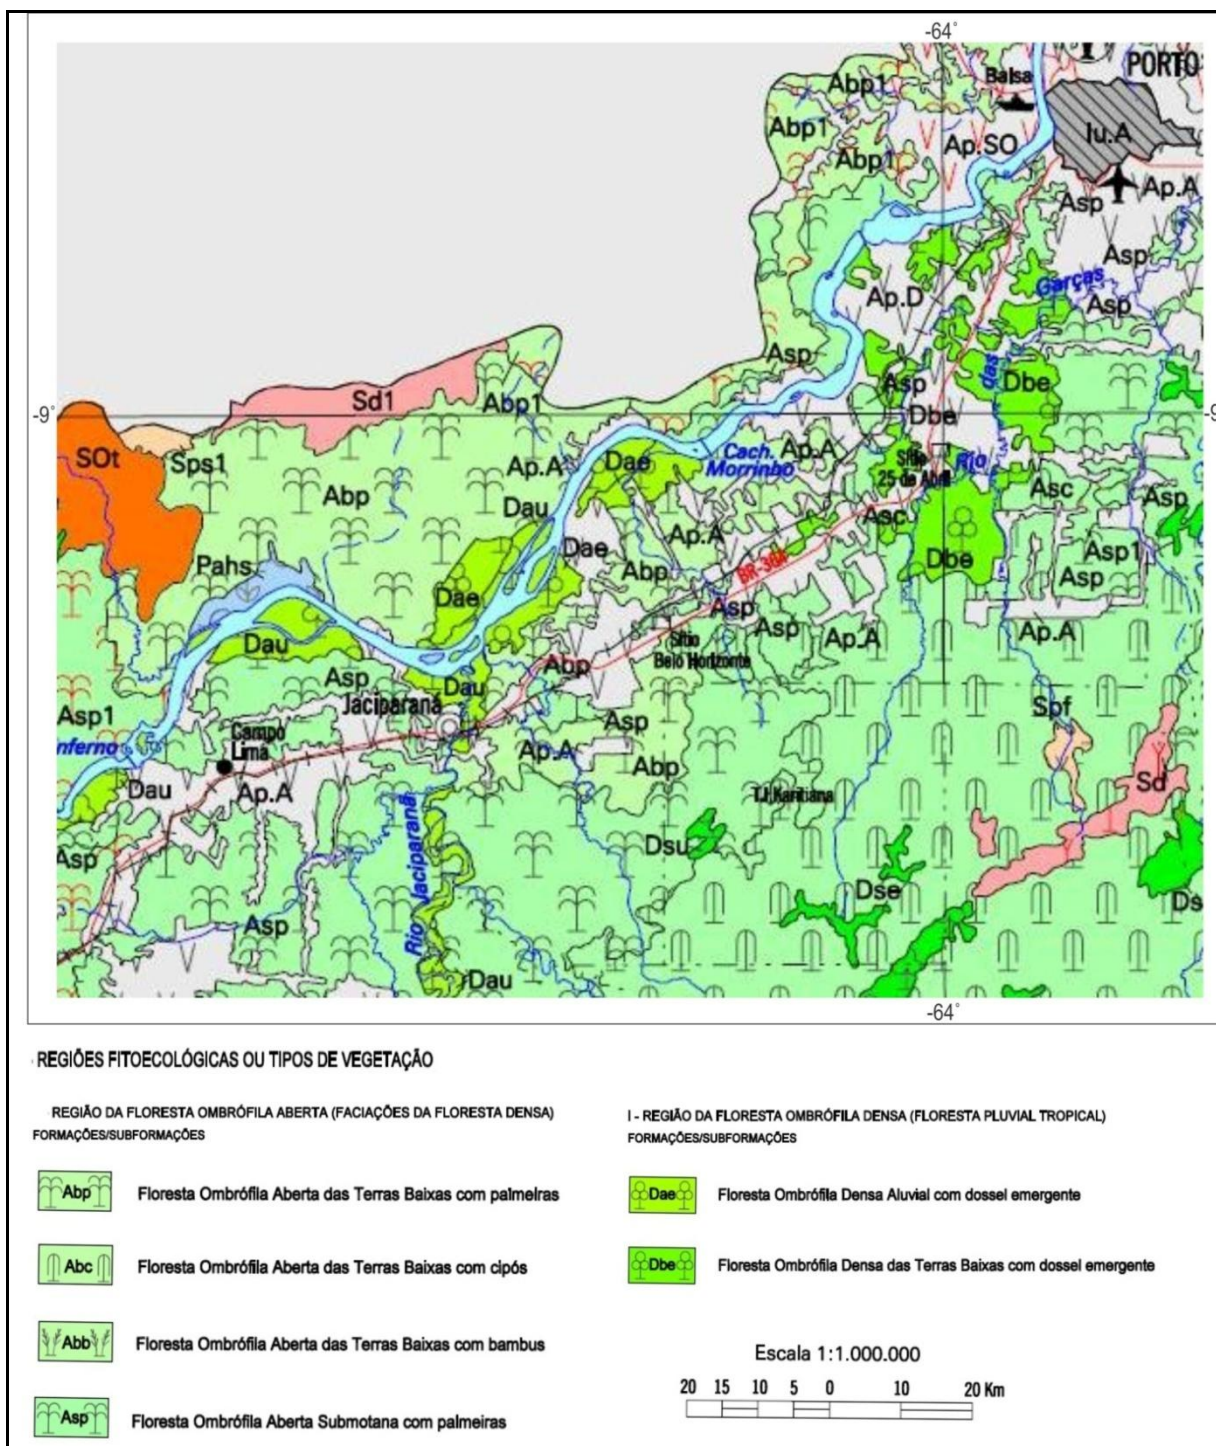 -64°
PORTO
Balsa
Abp1
Abp1
Ap.SO
Iu.A
Abp1
Ap.A
Asp
Asp
Garças
Asp
Ap.D
Asp
das
Asp
Dbe
Abp1
Sd1
Dbe
-9°
-9
SOt
Sps1
Ap.A
Dae
Cach.
Morrinho
Ap.A
Sítio
25 de Abril
Rio
Abp
Asc
Asp
Dau
Asc
Ap.A
Dae
Asp1
Pahs
Abp
BR-364
Dbe
Asp
Dae
Asp
Asp
Ap.A
Ap.A
Dau
Sítio
Belo Horizonte
Abp
Asp
Dau
Jaciparaná
Asp1
Asp
Spf
Inferno
Campo
Lima
Ap.A
Abp
Sd
Dau
Ap.A
T.I. Karitiana
Dsu
Asp
Rio Jaciparanã
Dse
Ds
Asp
Dau
-64°
REGIÕES FITOECOLÓGICAS OU TIPOS DE VEGETAÇÃO
REGIÃO DA FLORESTA OMBRÓFILA ABERTA (FACIAÇÕES DA FLORESTA DENSA)
FORMAÇÕES/SUBFORMAÇÕES
Abp Floresta Ombrófila Aberta das Terras Baixas com palmeiras
Abc Floresta Ombrófila Aberta das Terras Baixas com cipós
Abb Floresta Ombrófila Aberta das Terras Baixas com bambus
Asp Floresta Ombrófila Aberta Submotana com palmeiras
I - REGIÃO DA FLORESTA OMBRÓFILA DENSA (FLORESTA PLUVIAL TROPICAL)
FORMAÇÕES/SUBFORMAÇÕES
Dae Floresta Ombrófila Densa Aluvial com dossel emergente
Dbe Floresta Ombrófila Densa das Terras Baixas com dossel emergente
Escala 1:1.000.000
20 15 10 5 0 10 20 Km